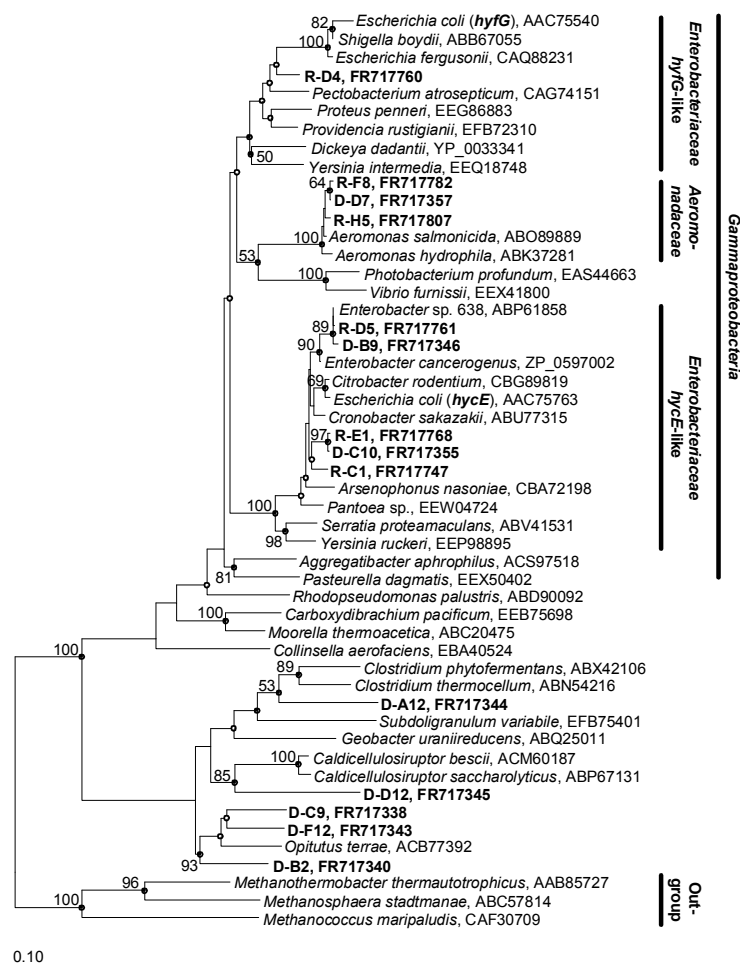 82
Escherichia coli (hyfG), AAC75540
Shigella boydii, ABB67055
100
Escherichia fergusonii, CAQ88231
R-D4, FR717760
Pectobacterium atrosepticum, CAG74151
Proteus penneri, EEG86883
Providencia rustigianii, EFB72310
Dickeya dadantii, YP_0033341
50
Yersinia intermedia, EEQ18748
64
R-F8, FR717782
D-D7, FR717357
R-H5, FR717807
100
Aeromonas salmonicida, ABO89889
Aeromonas hydrophila, ABK37281
53
100
Photobacterium profundum, EAS44663
Vibrio furnissii, EEX41800
Enterobacter sp. 638, ABP61858
89
R-D5, FR717761
D-B9, FR717346
90
Enterobacter cancerogenus, ZP_0597002
69
Citrobacter rodentium, CBG89819
Escherichia coli (hycE), AAC75763
Cronobacter sakazakii, ABU77315
97
R-E1, FR717768
D-C10, FR717355
R-C1, FR717747
Arsenophonus nasoniae, CBA72198
100
Pantoea sp., EEW04724
Serratia proteamaculans, ABV41531
98
Yersinia ruckeri, EEP98895
Aggregatibacter aphrophilus, ACS97518
81
Pasteurella dagmatis, EEX50402
Rhodopseudomonas palustris, ABD90092
100
Carboxydibrachium pacificum, EEB75698
Moorella thermoacetica, ABC20475
100
Collinsella aerofaciens, EBA40524
89
Clostridium phytofermentans, ABX42106
53
Clostridium thermocellum, ABN54216
D-A12, FR717344
Subdoligranulum variabile, EFB75401
Geobacter uraniireducens, ABQ25011
100
Caldicellulosiruptor bescii, ACM60187
85
Caldicellulosiruptor saccharolyticus, ABP67131
D-D12, FR717345
D-C9, FR717338
D-F12, FR717343
Opitutus terrae, ACB77392
93
D-B2, FR717340
96
Methanothermobacter thermautotrophicus, AAB85727
100
Methanosphaera stadtmanae, ABC57814
Methanococcus maripaludis, CAF30709
0.10
Enterobacteriaceae
hyfG-like
Aeromo-
nadaceae
Enterobacteriaceae
hycE-like
Gammaproteobacteria
Out-
group